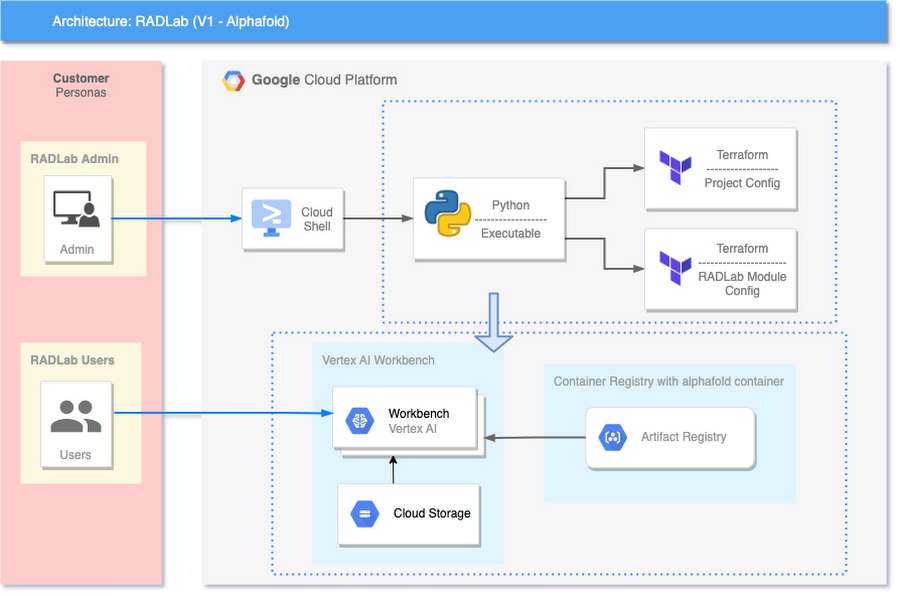 Architecture: RADLab (V1 - Alphafold)
Customer
Personas
RADLab Admin
Admin
RADLab Users
Users
Google Cloud Platform
Cloud
Shell
Python
Executable
Terraform
Project Config
Terraform
RADLab Module
Config
Vertex AI Workbench
Workbench
Vertex AI
Cloud Storage
Container Registry with alphafold container
Artifact Registry